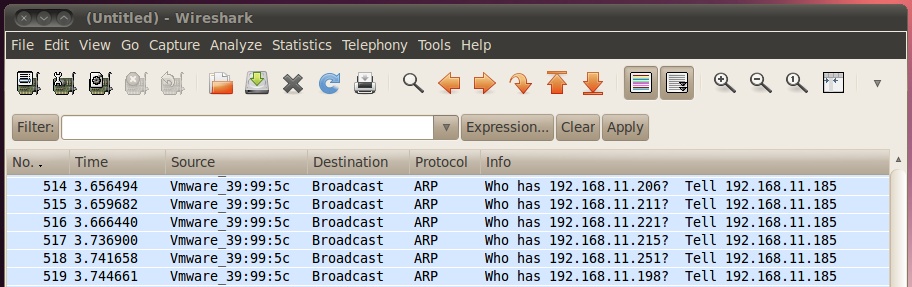 (Untitled) - Wireshark
File Edit View Go Capture Analyze Statistics Telephony Tools Help
Filter: Expression... Clear Apply
No. Time Source Destination Protocol Info
514 3.656494 Vmware_39:99:5c Broadcast ARP Who has 192.168.11.206? Tell 192.168.11.185
515 3.659682 Vmware_39:99:5c Broadcast ARP Who has 192.168.11.211? Tell 192.168.11.185
516 3.666440 Vmware_39:99:5c Broadcast ARP Who has 192.168.11.221? Tell 192.168.11.185
517 3.736900 Vmware_39:99:5c Broadcast ARP Who has 192.168.11.215? Tell 192.168.11.185
518 3.741658 Vmware_39:99:5c Broadcast ARP Who has 192.168.11.251? Tell 192.168.11.185
519 3.744661 Vmware_39:99:5c Broadcast ARP Who has 192.168.11.198? Tell 192.168.11.185